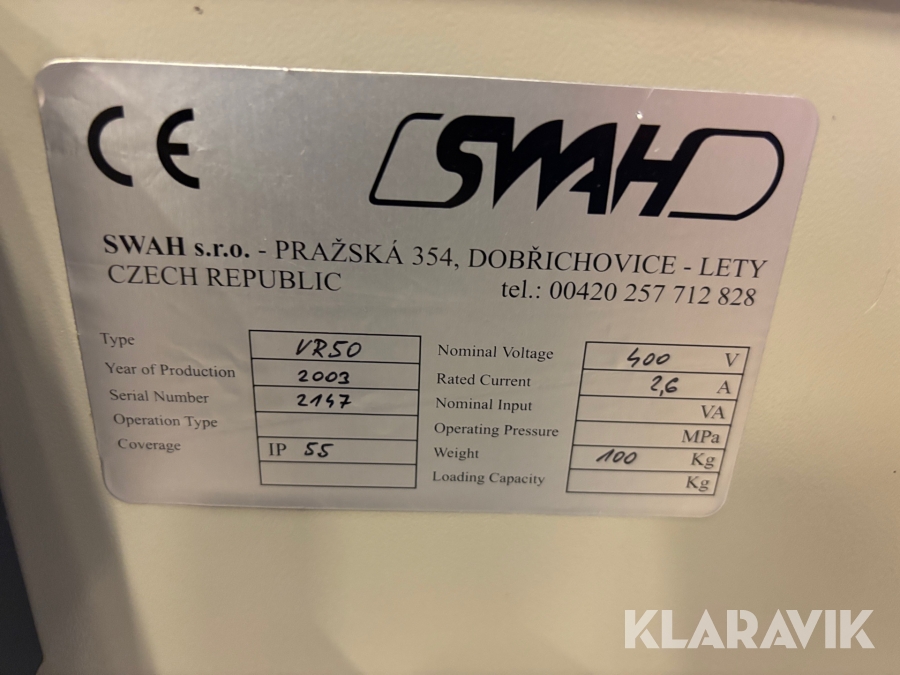 CE
SWAH
SWAH s.r.o. - PRAŽSKÁ 354, DOBŘICHOVICE - LETY
CZECH REPUBLIC tel.: 00420 257 712 828
Type VR50
Year of Production 2003
Serial Number 2147
Operation Type
Coverage IP 55
Nominal Voltage 400 V
Rated Current 2,6 A
Nominal Input VA
Operating Pressure MPa
Weight 100 Kg
Loading Capacity Kg
KLARAVIK